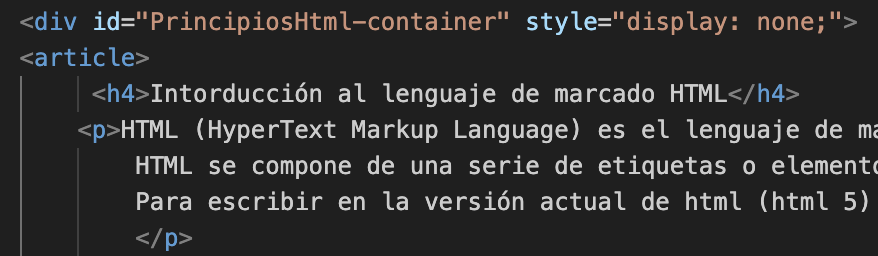 <div id="PrincipiosHtml-container" style="display: none;">
<article>
<h4>Intorducción al lenguaje de marcado HTML</h4>
<p>HTML (HyperText Markup Language) es el lenguaje de
HTML se compone de una serie de etiquetas o elemento
Para escribir en la versión actual de html (html 5)
</p>